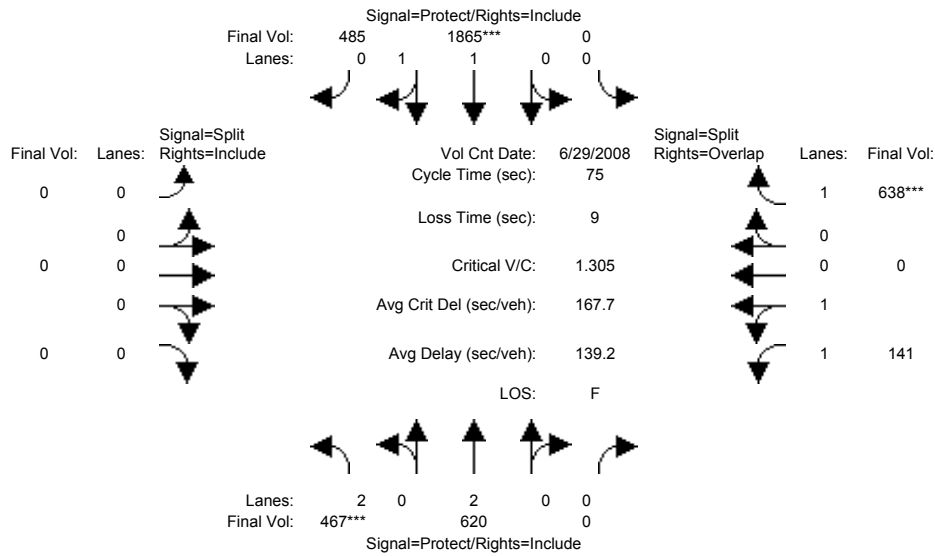 Signal=Protect/Rights=Include
Final Vol: 485 1865*** 0
Lanes: 0 1 1 0 0
Signal=Split Signal=Split
Final Vol: Lanes: Rights=Include Vol Cnt Date: 6/29/2008 Rights=Overlap Lanes: Final Vol:
Cycle Time (sec): 75
0 0 1 638***
Loss Time (sec): 9
0 0
0 0 Critical V/C: 1.305 0 0
0 Avg Crit Del (sec/veh): 167.7 1
0 0 Avg Delay (sec/veh): 139.2 1 141
LOS: F
Lanes: 2 0 2 0 0
Final Vol: 467*** 620 0
Signal=Protect/Rights=Include